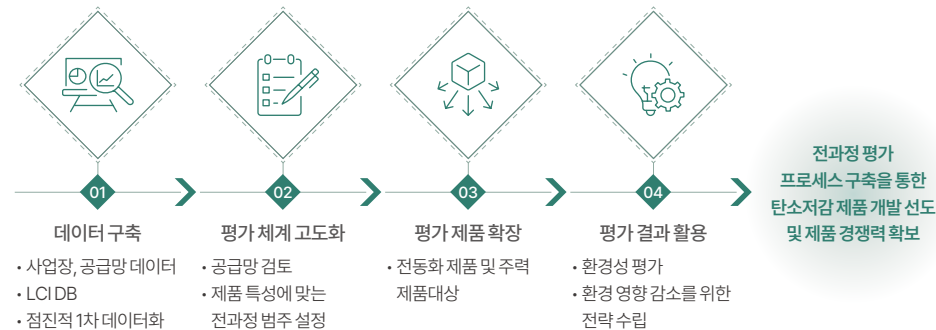 01
데이터 구축
• 사업장, 공급망 데이터
• LCI DB
• 점진적 1차 데이터화
02
평가 체계 고도화
• 공급망 검토
• 제품 특성에 맞는
전과정 범주 설정
03
평가 제품 확장
• 전동화 제품 및 주력
제품대상
04
평가 결과 활용
• 환경성 평가
• 환경 영향 감소를 위한
전략 수립
전과정 평가
프로세스 구축을 통한
탄소저감 제품 개발 선도
및 제품 경쟁력 확보